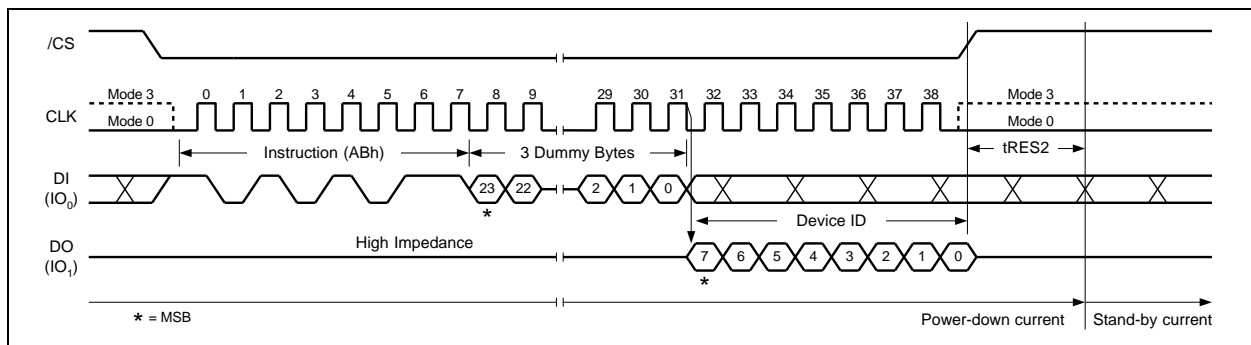 /CS
Mode 3 0 1 2 3 4 5 6 7 8 9 29 30 31 32 33 34 35 36 37 38 Mode 3
CLK Mode 0 Mode 0
Instruction (ABh) 3 Dummy Bytes tRES2
DI
(IO0) 23 22 2 1 0
*
Device ID
DO
(IO1) High Impedance 7 6 5 4 3 2 1 0
*
* = MSB Power-down current Stand-by current